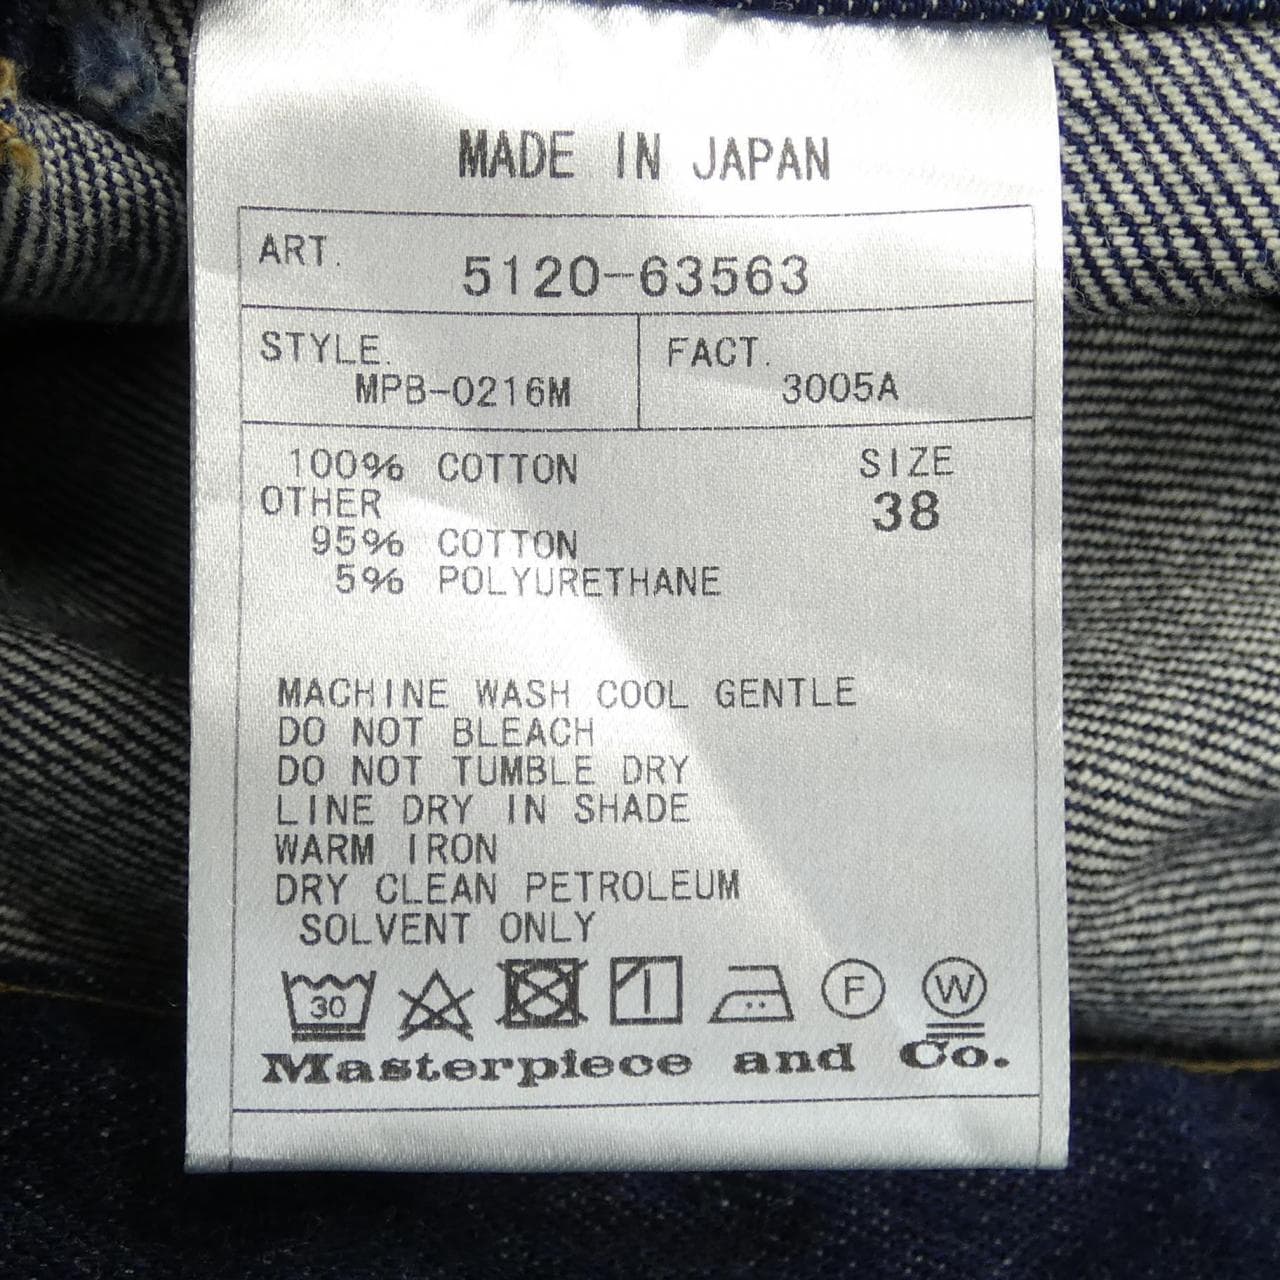 MADE IN JAPAN
ART. 5120-63563
STYLE. FACT.
MPB-0216M 3005A
100% COTTON SIZE
OTHER 38
95% COTTON
5% POLYURETHANE
MACHINE WASH COOL GENTLE
DO NOT BLEACH
DO NOT TUMBLE DRY
LINE DRY IN SHADE
WARM IRON
DRY CLEAN PETROLEUM
SOLVENT ONLY
30 F W
Masterpiece and Co.